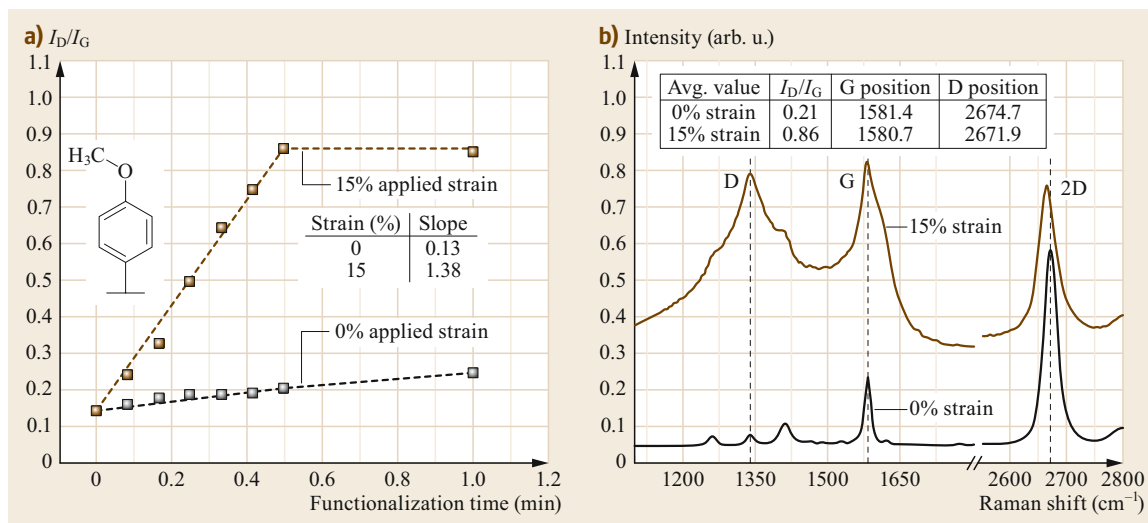 a) I_D/I_G
1.1
1.0
0.9
0.8
0.7
0.6
0.5
0.4
0.3
0.2
0.1
0
H₃C
O
15% applied strain
Strain (%) Slope
0 0.13
15 1.38
0% applied strain
0 0.2 0.4 0.6 0.8 1.0 1.2
Functionalization time (min)
b) Intensity (arb. u.)
1.1
1.0
0.9
0.8
0.7
0.6
0.5
0.4
0.3
0.2
0.1
0
Avg. value I_D/I_G G position D position
0% strain 0.21 1581.4 2674.7
15% strain 0.86 1580.7 2671.9
D G 2D
15% strain
0% strain
1200 1350 1500 1650 2600 2700 2800
Raman shift (cm⁻¹)